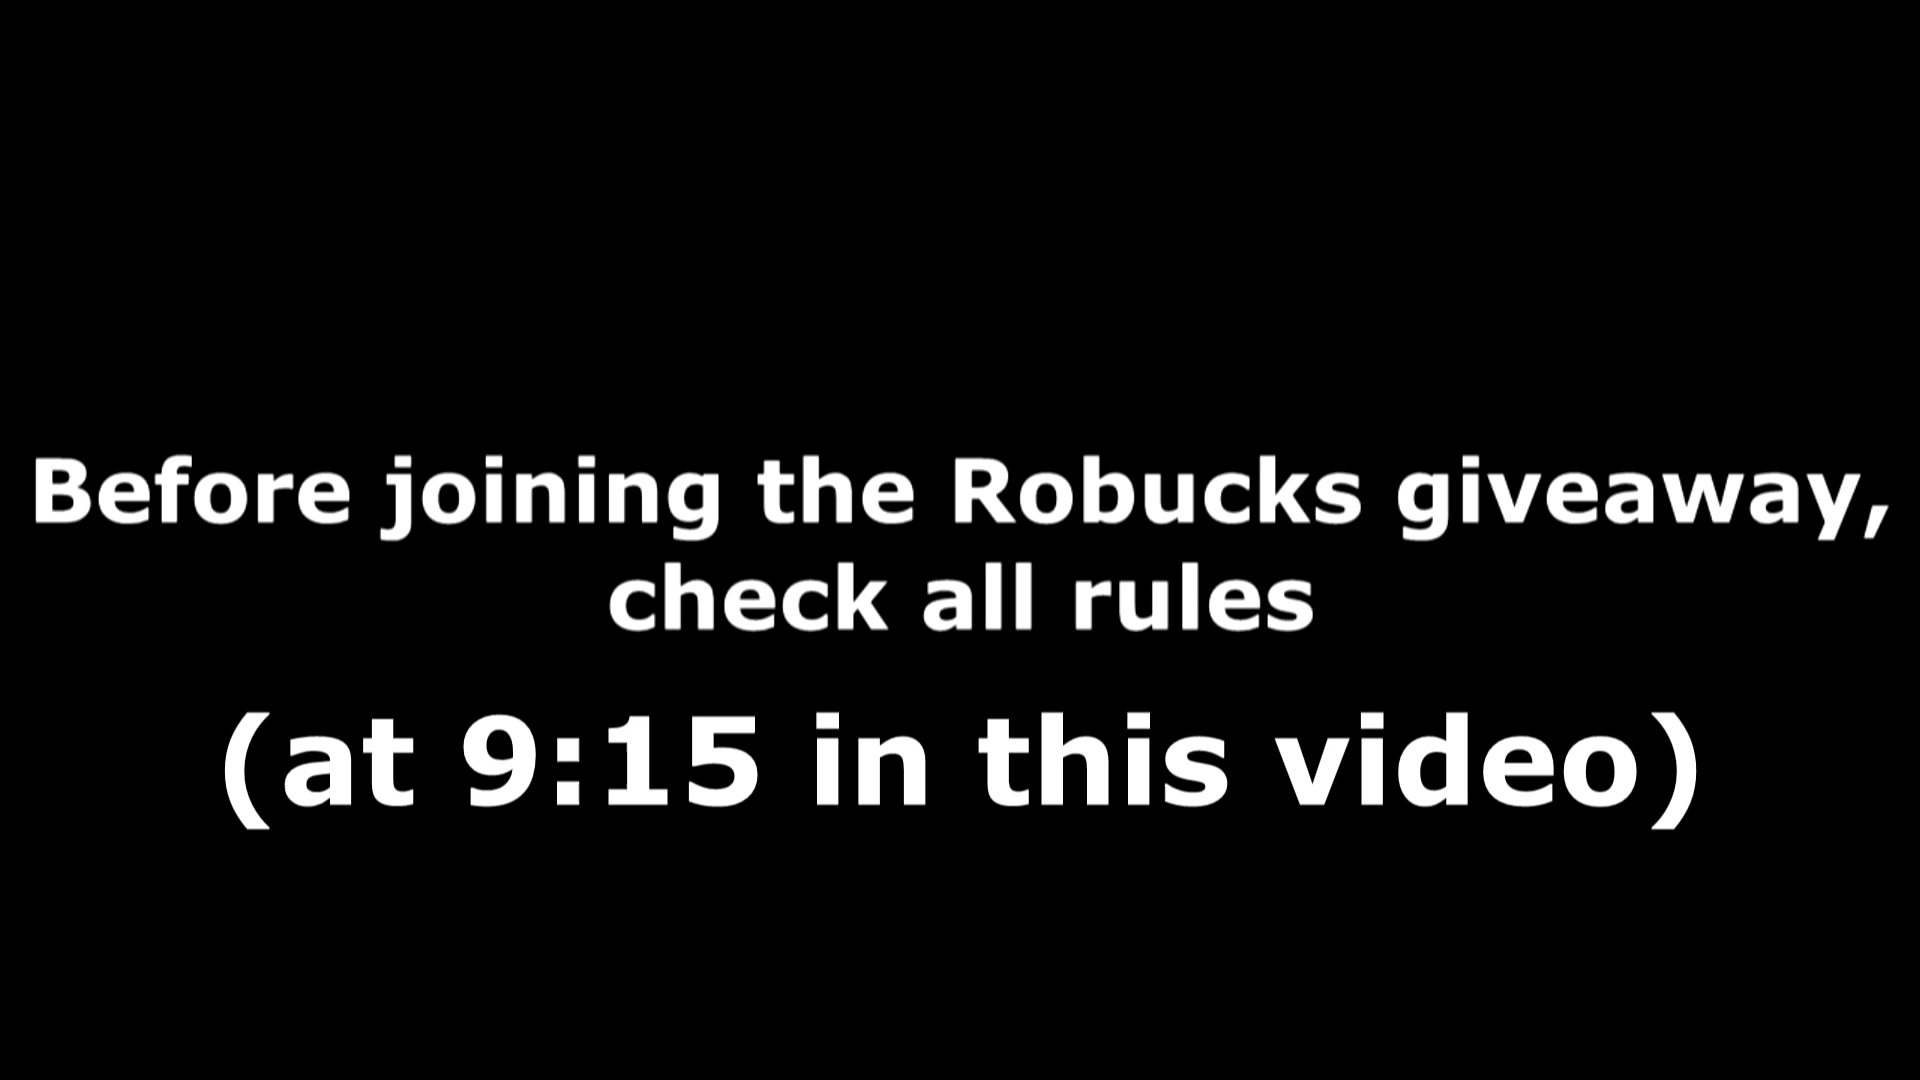 Before joining the Robucks giveaway,
check all rules
(at 9:15 in this video)